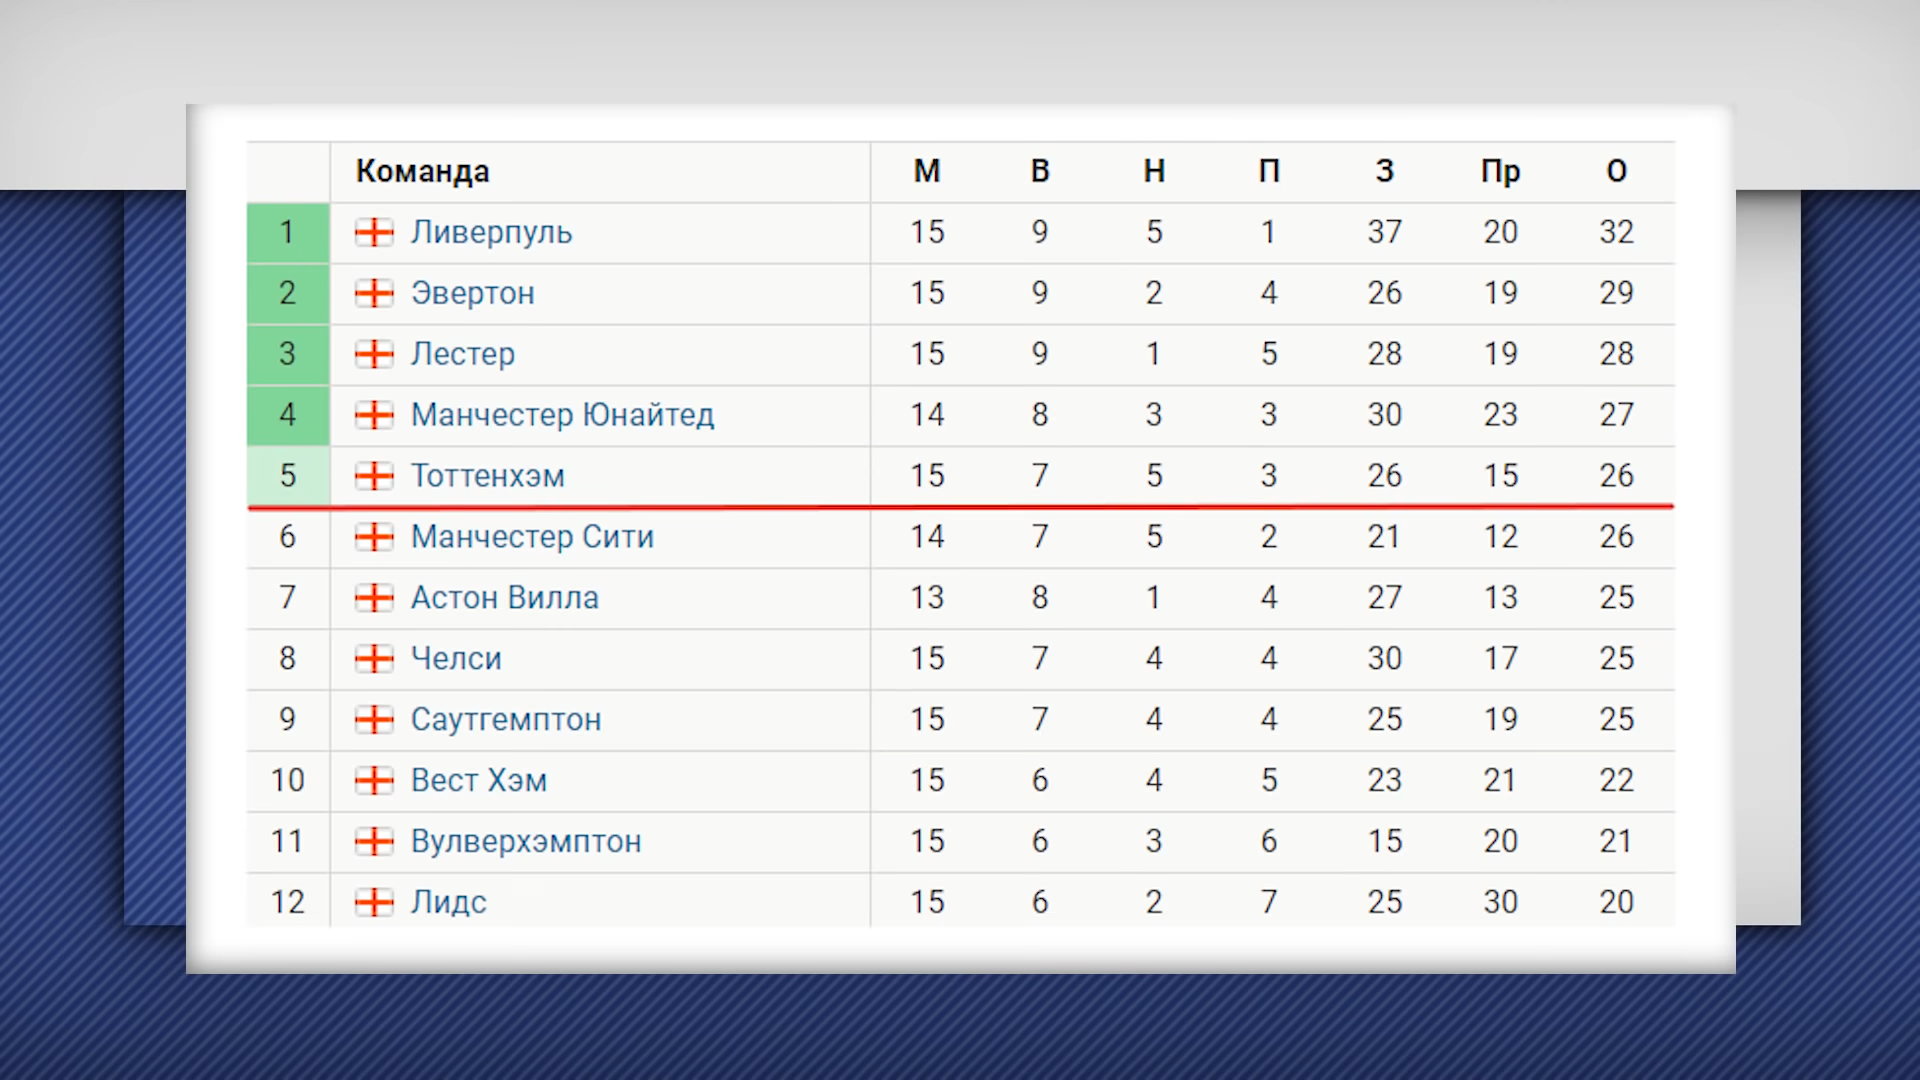 Команда М В Н П З Пр О
1 Ливерпуль 15 9 5 1 37 20 32
2 Эвертон 15 9 2 4 26 19 29
3 Лестер 15 9 1 5 28 19 28
4 Манчестер Юнайтед 14 8 3 3 30 23 27
5 Тоттенхэм 15 7 5 3 26 15 26
6 Манчестер Сити 14 7 5 2 21 12 26
7 Астон Вилла 13 8 1 4 27 13 25
8 Челси 15 7 4 4 30 17 25
9 Саутгемптон 15 7 4 4 25 19 25
10 Вест Хэм 15 6 4 5 23 21 22
11 Вулверхэмптон 15 6 3 6 15 20 21
12 Лидс 15 6 2 7 25 30 20